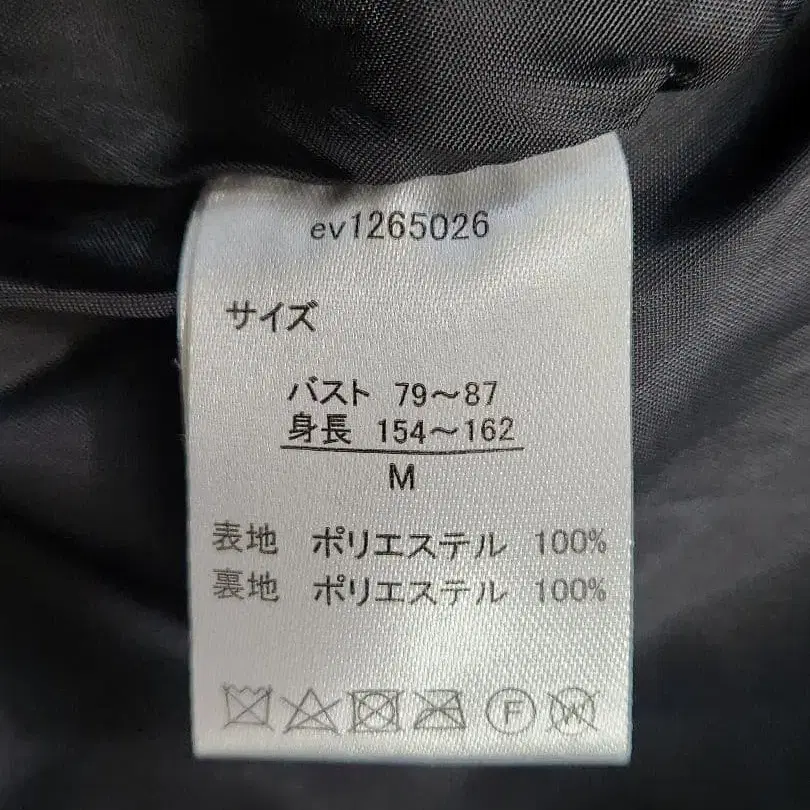 ev1265026
サイズ
バスト 79～87
身長 154～162
M
表地 ポリエステル 100%
裏地 ポリエステル 100%
F W